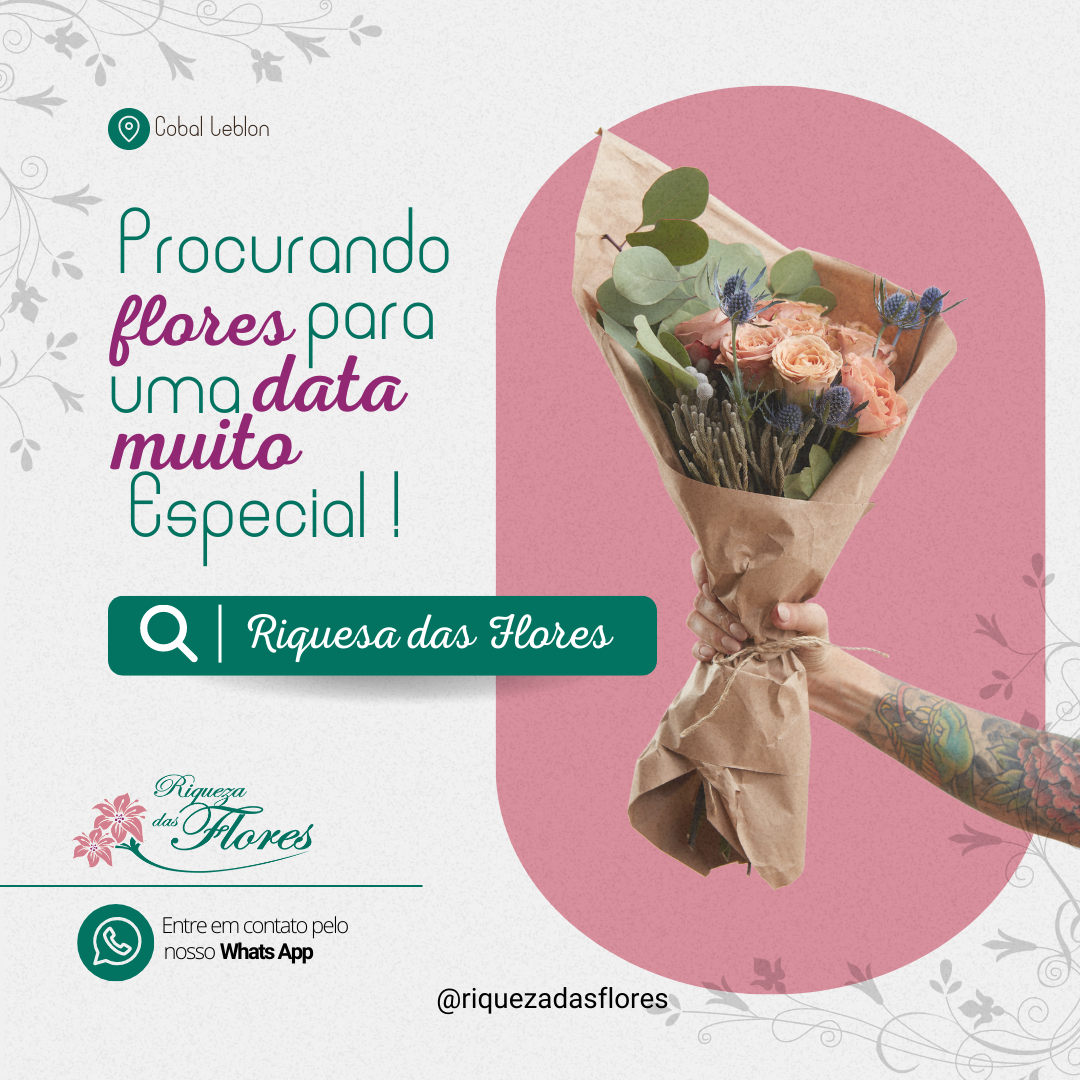 Cobal Leblon
Procurando
flores para
uma data
muito
Especial !
Riquesa das Flores
Riqueza
das Flores
Entre em contato pelo
nosso Whats App
@riquezadasflores